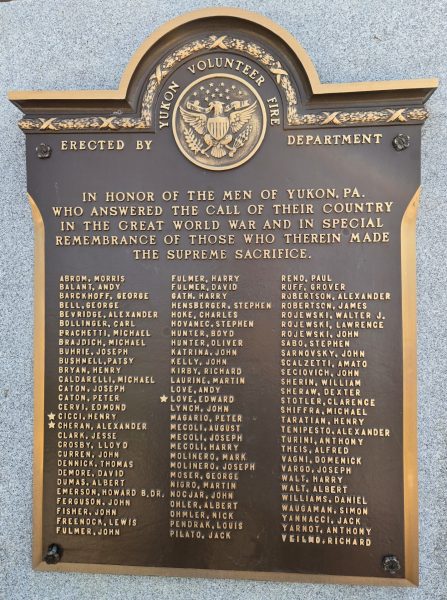 YUKON VOLUNTEER FIRE
ERECTED BY DEPARTMENT
IN HONOR OF THE MEN OF YUKON, PA.
WHO ANSWERED THE CALL OF THEIR COUNTRY
IN THE GREAT WORLD WAR AND IN SPECIAL
REMEMBRANCE OF THOSE WHO THEREIN MADE
THE SUPREME SACRIFICE.
ABROM, MORRIS
BALANT, ANDY
BARCKHOFF, GEORGE
BELL, GEORGE
BEVRIDGE, ALEXANDER
BOLLINGER, CARL
PRACHETTI, MICHAEL
BRAJDICH, MICHAEL
BUHRIE, JOSEPH
BUSHNELL, PATSY
BRYAN, HENRY
CALDARELLI, MICHAEL
CATON, JOSEPH
CATON, PETER
CERVI, EDMOND
★ CICCI, HENRY
★ CHERAN, ALEXANDER
CLARK, JESSE
CROSBY, LLOYD
CURREN, JOHN
DENNICK, THOMAS
DEMORE, DAVID
DUMAS, ALBERT
EMERSON, HOWARD B, DR.
FERGUSON, JOHN
FISHER, JOHN
FREENOCK, LEWIS
FULMER, JOHN
FULMER, HARRY
FULMER, DAVID
GATH, HARRY
HENSBERGER, STEPHEN
HOKE, CHARLES
HOVANEC, STEPHEN
HUNTER, BOYD
HUNTER, OLIVER
KATRINA, JOHN
KELLY, JOHN
KIRBY, RICHARD
LAURINE, MARTIN
LOVE, ANDY
★ LOVE, EDWARD
LYNCH, JOHN
MAGARIO, PETER
MECOLI, AUGUST
MECOLI, JOSEPH
MECOLI, HARRY
MOLINERO, MARK
MOLINERO, JOSEPH
MOSER, GEORGE
NIGRO, MARTIN
NOCJAR, JOHN
OHLER, ALBERT
OHMLER, NICK
PENDRAK, LOUIS
PILATO, JACK
RENO, PAUL
RUFF, GROVER
ROBERTSON, ALEXANDER
ROBERTSON, JAMES
ROJEWSKI, WALTER J.
ROJEWSKI, LAWRENCE
ROJEWSKI, JOHN
SABO, STEPHEN
SARNOVSKY, JOHN
SCALZETTI, AMATO
SECIOVICH, JOHN
SHERIN, WILLIAM
SHERAW, DEXTER
STOTLER, CLARENCE
SHIFFRA, MICHAEL
TARATIAN, HENRY
TENIPESTO, ALEXANDER
TURINI, ANTHONY
THEIS, ALFRED
VAGNI, DOMENICK
VARGO, JOSEPH
WALT, HARRY
WALT, ALBERT
WILLIAMS, DANIEL
WAUGAMAN, SIMON
YANNACCI, JACK
YARNOT, ANTHONY
RICHARD